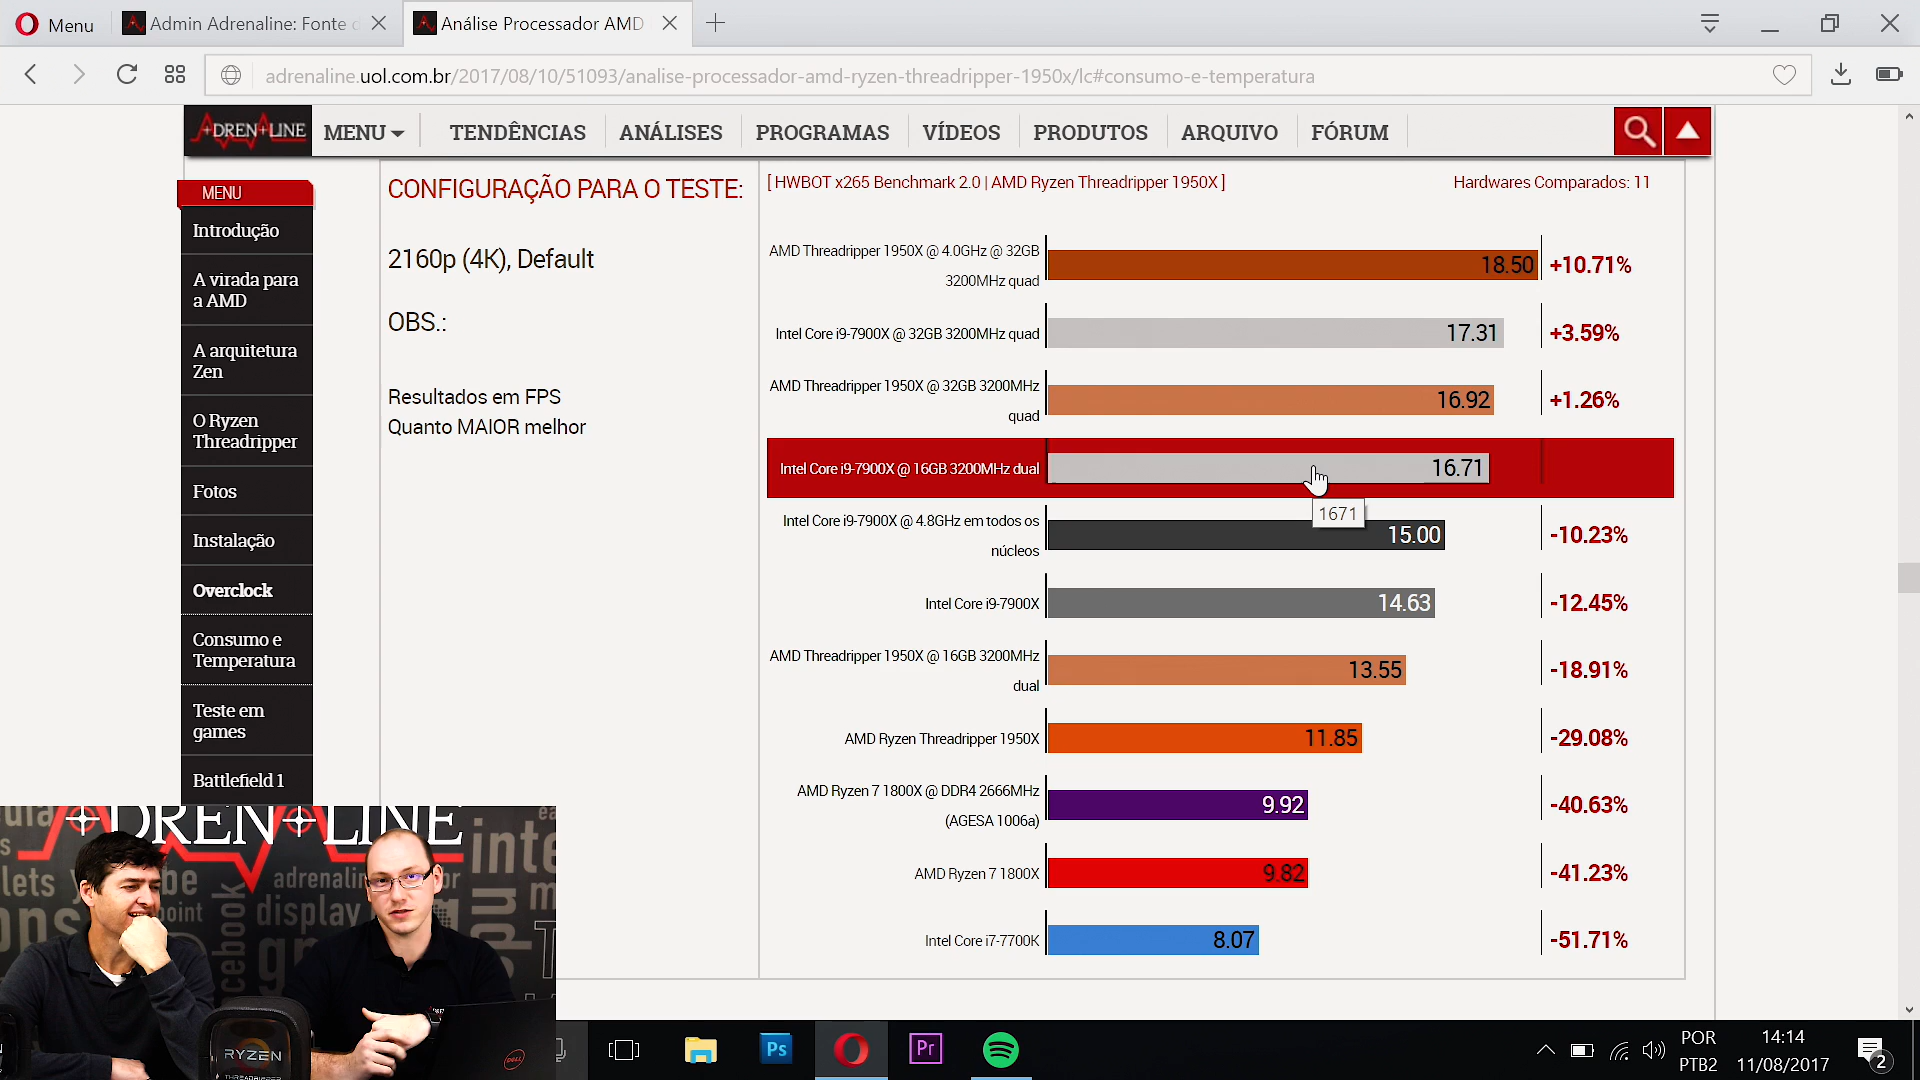 Menu
Admin Adrenaline: Fonte d
Análise Processador AMD
adrenaline.uol.com.br/2017/08/10/51093/analise-processador-amd-ryzen-threadripper-1950x/lc#consumo-e-temperatura
ADRENALINE
MENU
TENDÊNCIAS
ANÁLISES
PROGRAMAS
VÍDEOS
PRODUTOS
ARQUIVO
FÓRUM
MENU
Introdução
A virada para
a AMD
A arquitetura
Zen
O Ryzen
Threadripper
Fotos
Instalação
Overclock
Consumo e
Temperatura
Teste em
games
Battlefield 1
CONFIGURAÇÃO PARA O TESTE:
2160p (4K), Default
OBS.:
Resultados em FPS
Quanto MAIOR melhor
[ HWBOT x265 Benchmark 2.0 | AMD Ryzen Threadripper 1950X ]
Hardwares Comparados: 11
AMD Threadripper 1950X @ 4.0GHz @ 32GB
3200MHz quad
18.50
+10.71%
Intel Core i9-7900X @ 32GB 3200MHz quad
17.31
+3.59%
AMD Threadripper 1950X @ 32GB 3200MHz
quad
16.92
+1.26%
Intel Core i9-7900X @ 16GB 3200MHz dual
16.71
1671
Intel Core i9-7900X @ 4.8GHz em todos os
núcleos
15.00
-10.23%
Intel Core i9-7900X
14.63
-12.45%
AMD Threadripper 1950X @ 16GB 3200MHz
dual
13.55
-18.91%
AMD Ryzen Threadripper 1950X
11.85
-29.08%
AMD Ryzen 7 1800X @ DDR4 2666MHz
(AGESA 1006a)
9.92
-40.63%
AMD Ryzen 7 1800X
9.82
-41.23%
Intel Core i7-7700K
8.07
-51.71%
ADRENALINE
adrenaline
display
facebook
RYZEN
THREADRIPPER
DELL
Ps
Pr
POR
PTB2
14:14
11/08/2017
2